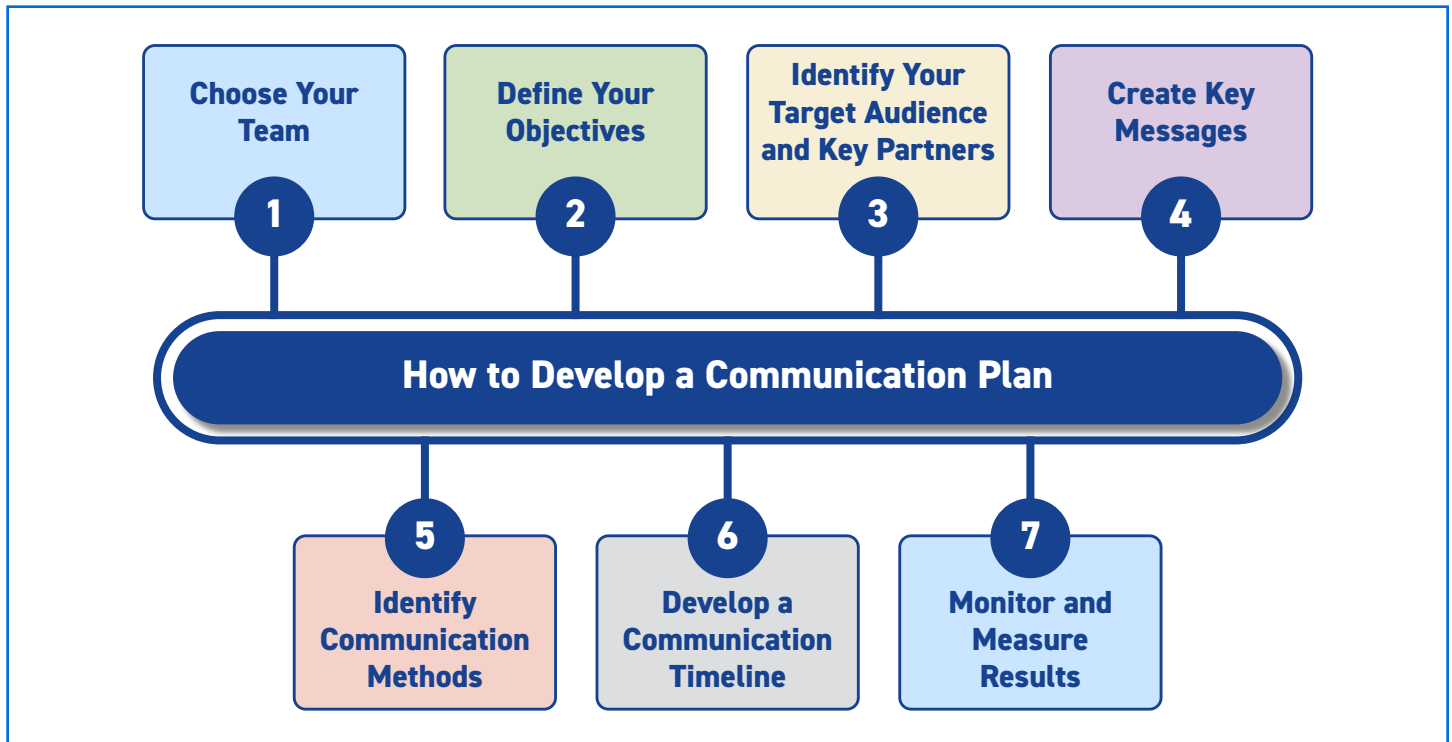 Choose Your
Team
1
Define Your
Objectives
2
Identify Your
Target Audience
and Key Partners
3
Create Key
Messages
4
How to Develop a Communication Plan
5
Identify
Communication
Methods
6
Develop a
Communication
Timeline
7
Monitor and
Measure
Results